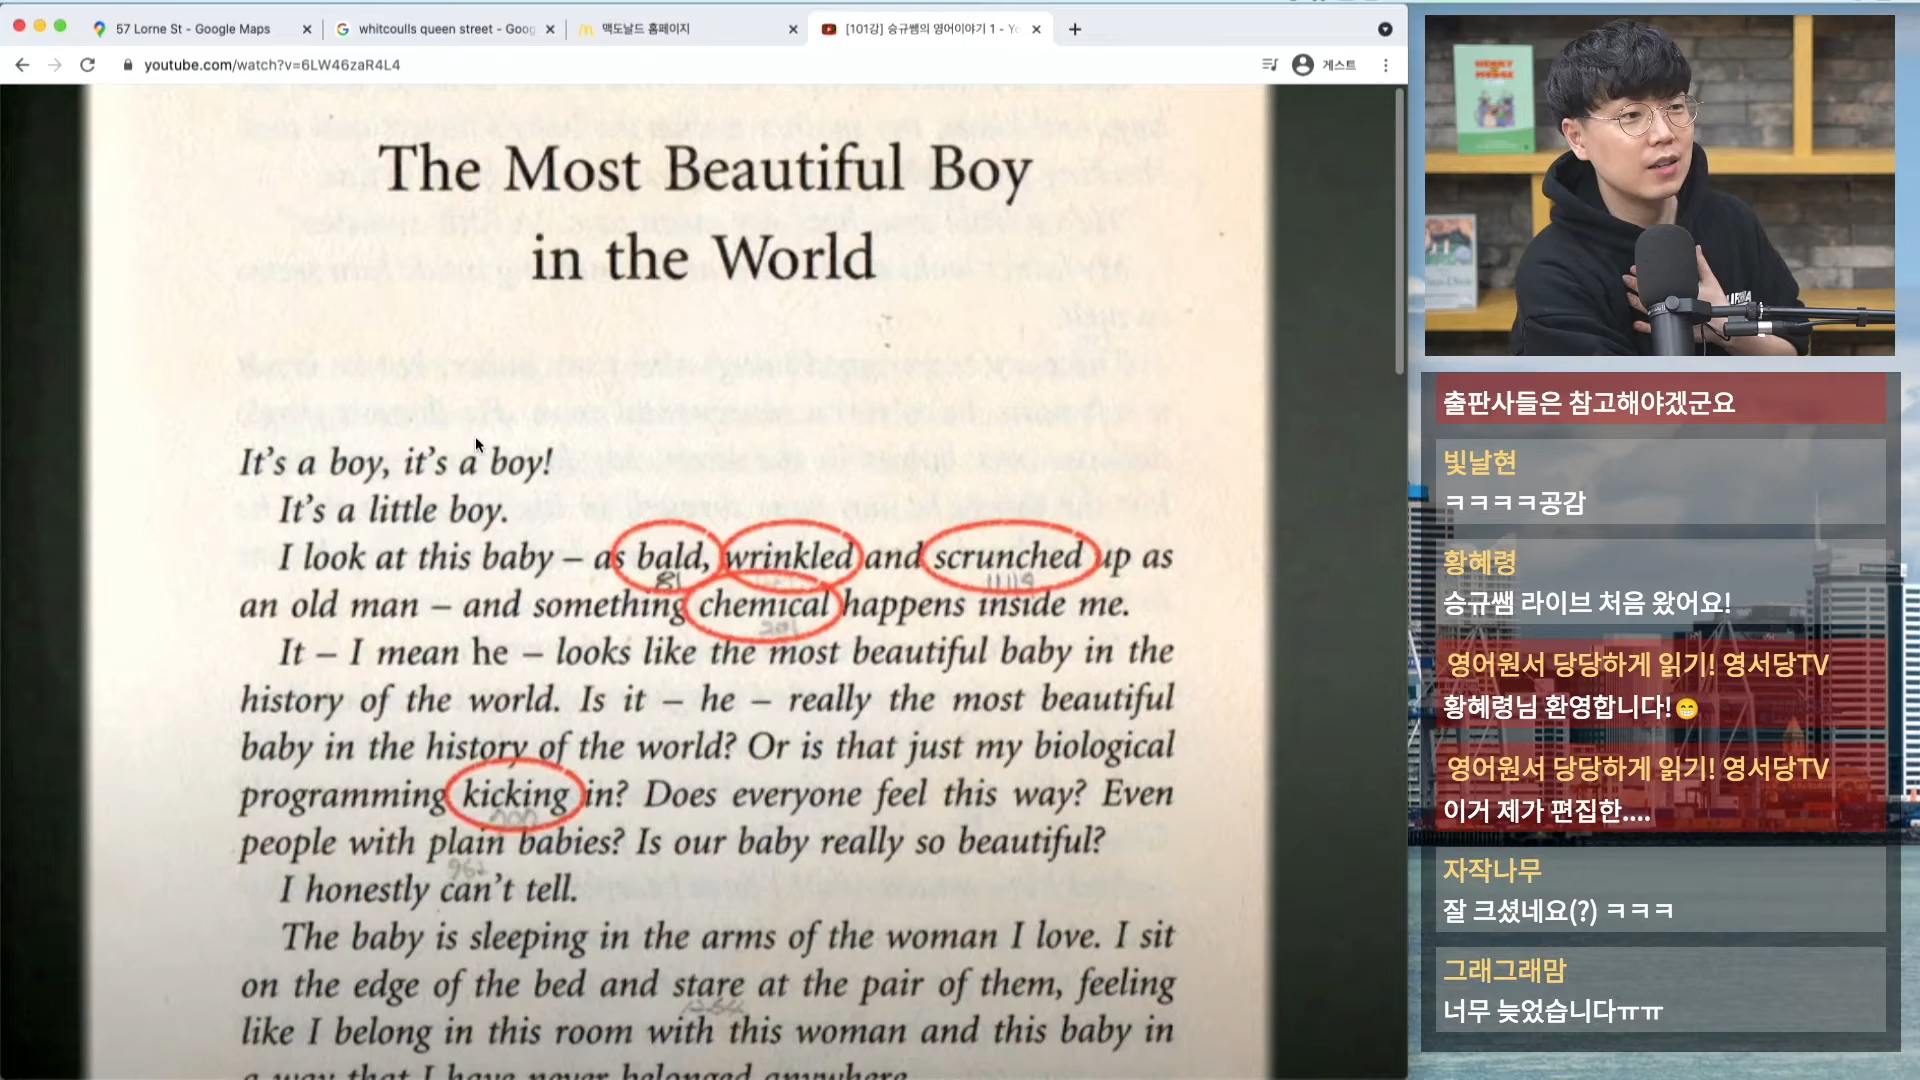 57 Lorne St - Google Maps
whitcoulls queen street - Goog
맥도날드 홈페이지
[101강] 승규쌤의 영어이야기 1 - Yo
youtube.com/watch?v=6LW46zaR4L4
게스트
The Most Beautiful Boy
in the World
It's a boy, it's a boy!
It's a little boy.
I look at this baby – as bald, wrinkled and scrunched up as
an old man – and something chemical happens inside me.
It – I mean he – looks like the most beautiful baby in the
history of the world. Is it – he – really the most beautiful
baby in the history of the world? Or is that just my biological
programming kicking in? Does everyone feel this way? Even
people with plain babies? Is our baby really so beautiful?
I honestly can't tell.
The baby is sleeping in the arms of the woman I love. I sit
on the edge of the bed and stare at the pair of them, feeling
like I belong in this room with this woman and this baby in
a way that I have never belonged anywhere.
HENRY
AND
MUDGE
출판사들은 참고해야겠군요
빛날현
ㅋㅋㅋㅋ공감
황혜령
승규쌤 라이브 처음 왔어요!
영어원서 당당하게 읽기! 영서당TV
황혜령님 환영합니다!😁
영어원서 당당하게 읽기! 영서당TV
이거 제가 편집한....
자작나무
잘 크셨네요(?) ㅋㅋㅋ
그래그래맘
너무 늦었습니다ㅠㅠ